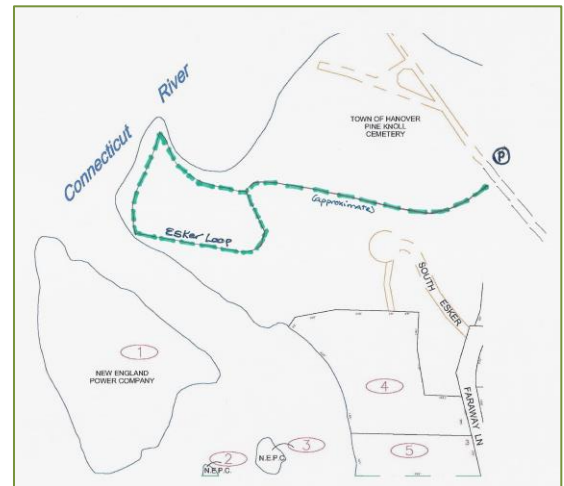 Connecticut River
TOWN OF HANOVER
PINE KNOLL
CEMETERY
P
(approximate)
Esker Loop
SOUTH ESKER
1
NEW ENGLAND
POWER COMPANY
4
FARAWAY LN
2
N.E.P.C.
3
N.E.P.C.
5